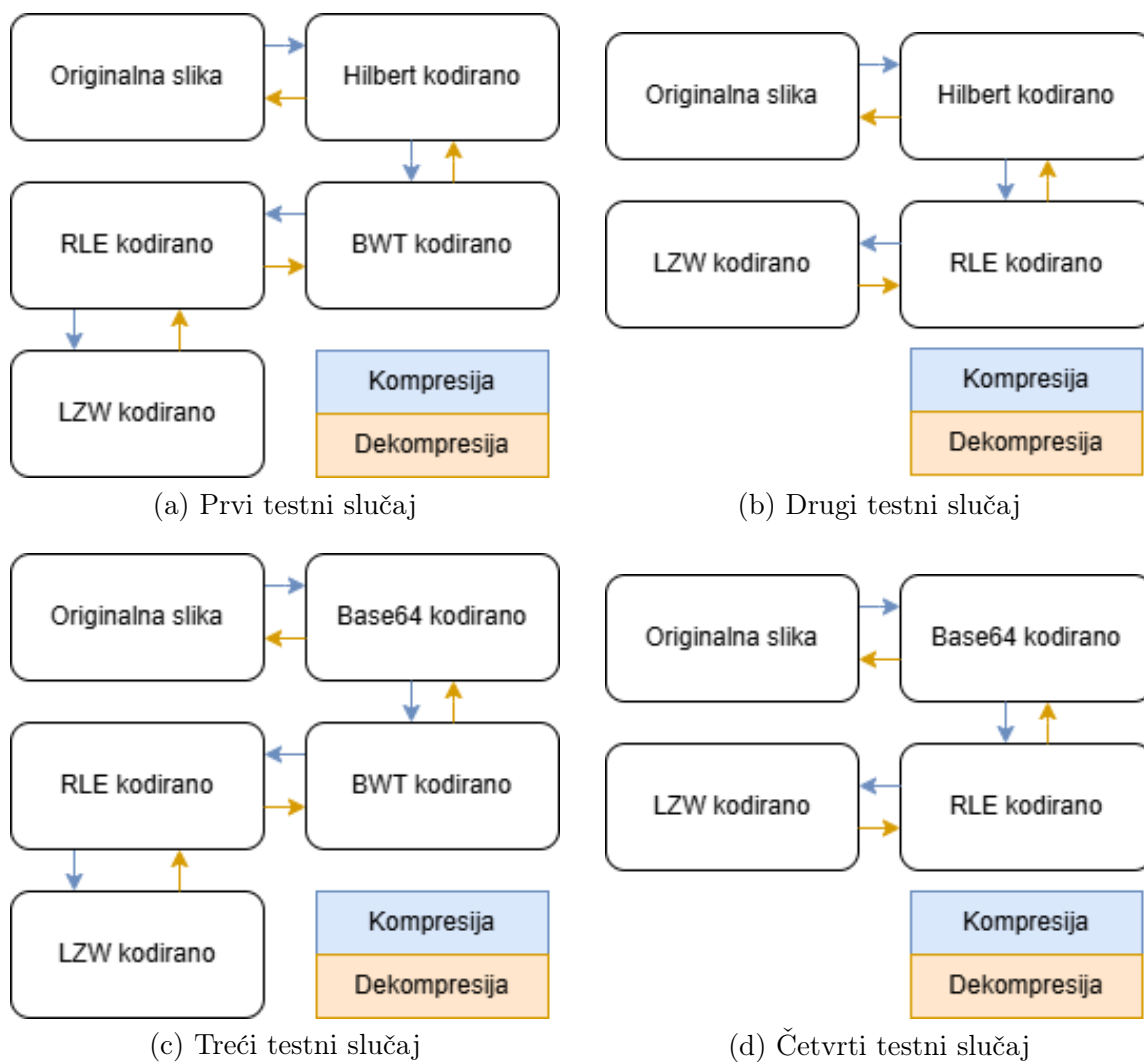 Originalna slika
Hilbert kodirano
RLE kodirano
BWT kodirano
LZW kodirano
Kompresija
Dekompresija
(a) Prvi testni slučaj
Originalna slika
Hilbert kodirano
LZW kodirano
RLE kodirano
Kompresija
Dekompresija
(b) Drugi testni slučaj
Originalna slika
Base64 kodirano
RLE kodirano
BWT kodirano
LZW kodirano
Kompresija
Dekompresija
(c) Treći testni slučaj
Originalna slika
Base64 kodirano
LZW kodirano
RLE kodirano
Kompresija
Dekompresija
(d) Četvrti testni slučaj